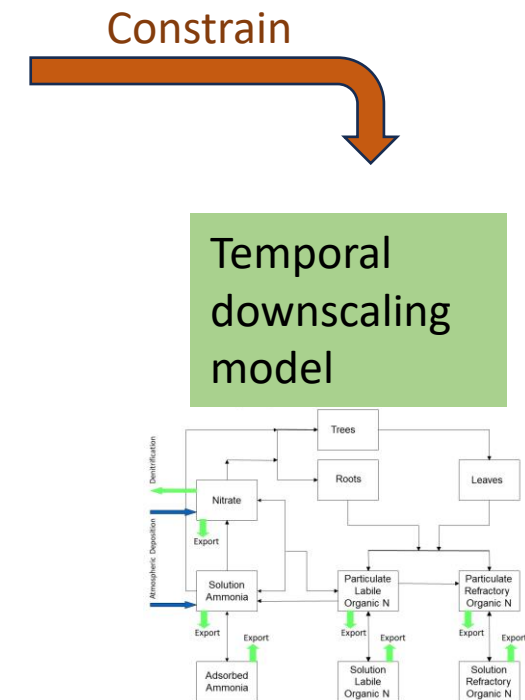 Constrain
Temporal
downscaling
model
Trees
Denitrification
Roots
Leaves
Nitrate
Export
Atmospheric Deposition
Solution
Ammonia
Particulate
Labile
Organic N
Particulate
Refractory
Organic N
Export
Export
Export
Export
Export
Export
Adsorbed
Ammonia
Solution
Labile
Organic N
Solution
Refractory
Organic N